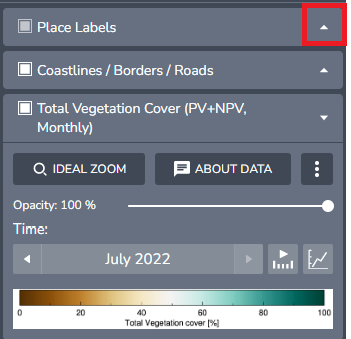 Place Labels
Coastlines / Borders / Roads
Total Vegetation Cover (PV+NPV,
Monthly)
IDEAL ZOOM
ABOUT DATA
Opacity: 100 %
Time:
July 2022
0 20 40 60 80 100
Total Vegetation cover [%]